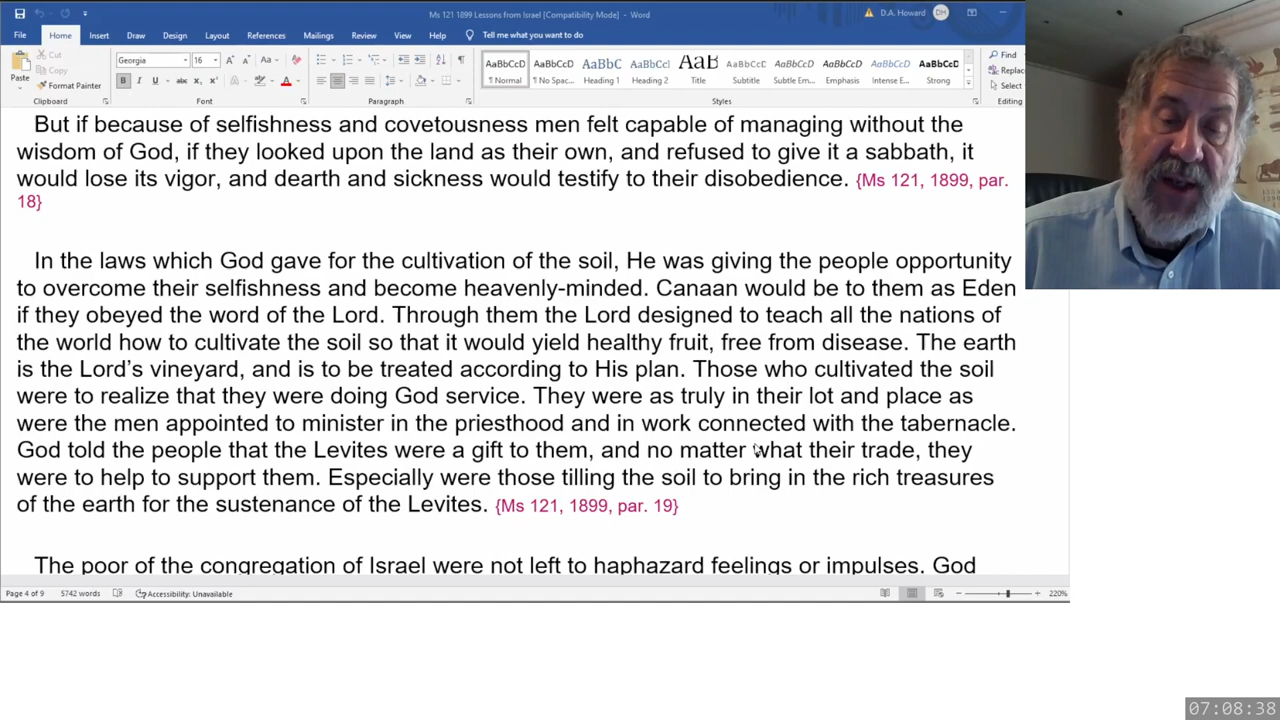 Ms 121 1899 Lessons from Israel [Compatibility Mode] - Word
D.A. Howard DH
File Home Insert Draw Design Layout References Mailings Review View Help Tell me what you want to do
Paste
Cut
Copy
Format Painter
Clipboard
Georgia 16
Font
Paragraph
AaBbCcD AaBbCcD AaBbC AaBbCcC AaB AaBbCcD AaBbCcD AaBbCcD AaBbCcD AaBbCcD
¶ Normal ¶ No Spac... Heading 1 Heading 2 Title Subtitle Subtle Em... Emphasis Intense E... Strong
Styles
Find
Replac
Select
Editing
But if because of selfishness and covetousness men felt capable of managing without the
wisdom of God, if they looked upon the land as their own, and refused to give it a sabbath, it
would lose its vigor, and dearth and sickness would testify to their disobedience. {Ms 121, 1899, par.
18}
In the laws which God gave for the cultivation of the soil, He was giving the people opportunity
to overcome their selfishness and become heavenly-minded. Canaan would be to them as Eden
if they obeyed the word of the Lord. Through them the Lord designed to teach all the nations of
the world how to cultivate the soil so that it would yield healthy fruit, free from disease. The earth
is the Lord’s vineyard, and is to be treated according to His plan. Those who cultivated the soil
were to realize that they were doing God service. They were as truly in their lot and place as
were the men appointed to minister in the priesthood and in work connected with the tabernacle.
God told the people that the Levites were a gift to them, and no matter what their trade, they
were to help to support them. Especially were those tilling the soil to bring in the rich treasures
of the earth for the sustenance of the Levites. {Ms 121, 1899, par. 19}
The poor of the congregation of Israel were not left to haphazard feelings or impulses. God
Page 4 of 9 5742 words Accessibility: Unavailable 220%
07:08:38